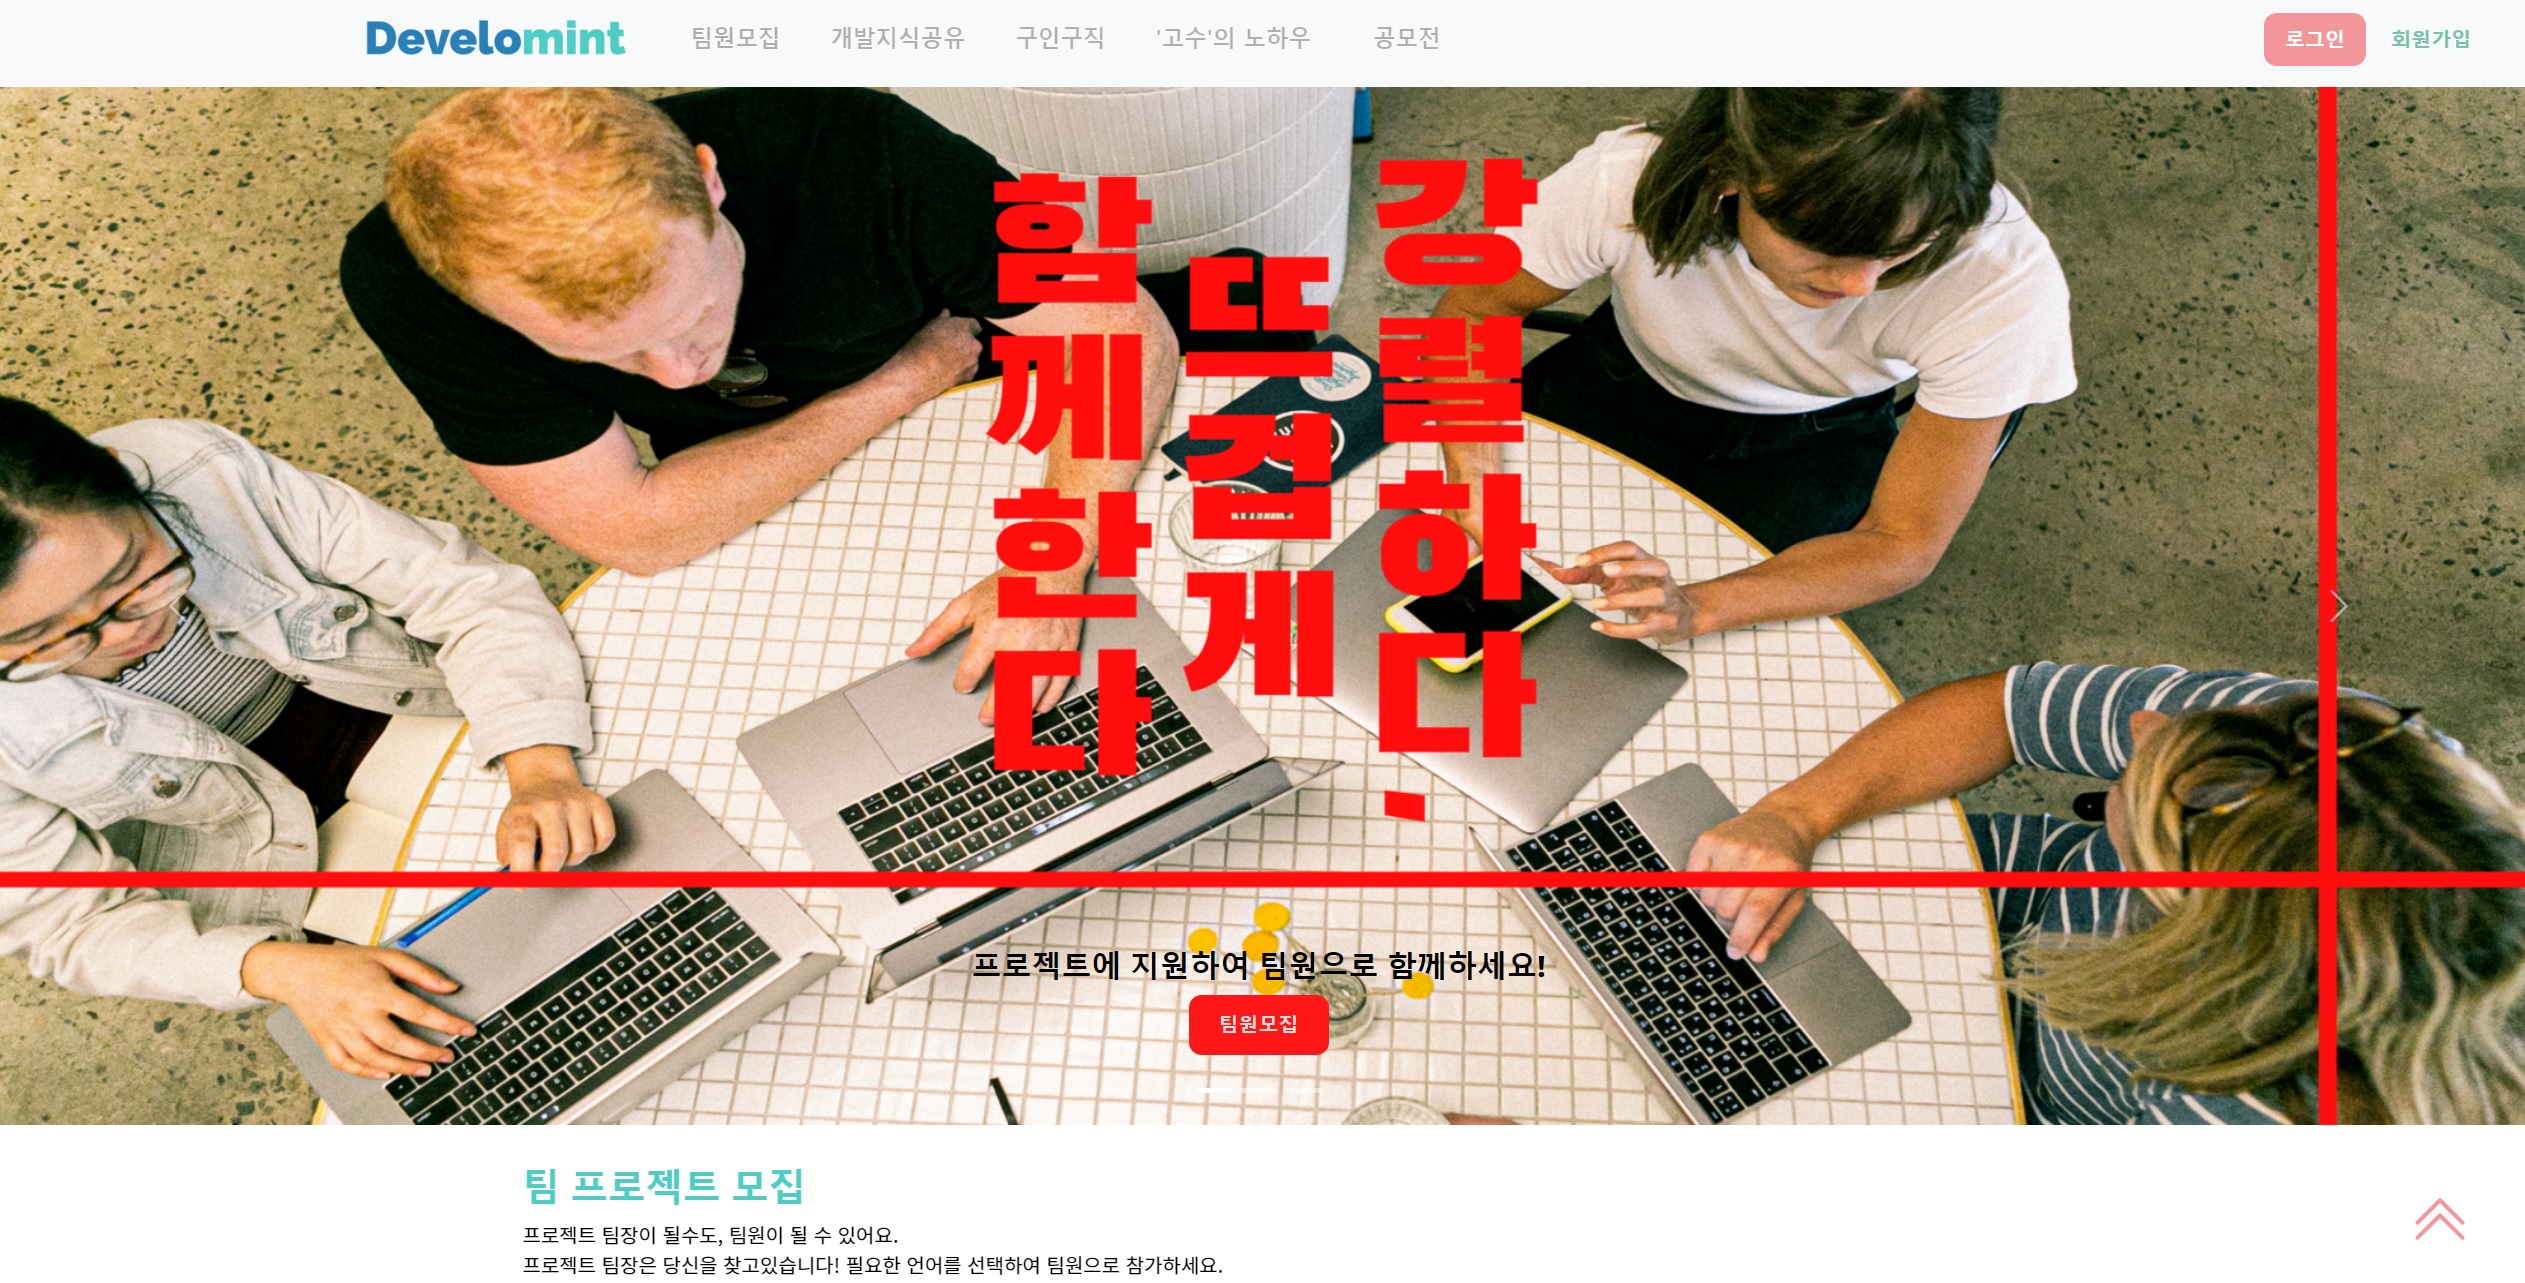 Develomint 팀원모집 개발지식공유 구인구직 '고수'의 노하우 공모전 로그인 회원가입
강렬하다,
뜨겁게
함께한다
프로젝트에 지원하여 팀원으로 함께하세요!
팀원모집
팀 프로젝트 모집
프로젝트 팀장이 될수도, 팀원이 될 수 있어요.
프로젝트 팀장은 당신을 찾고있습니다! 필요한 언어를 선택하여 팀원으로 참가하세요.